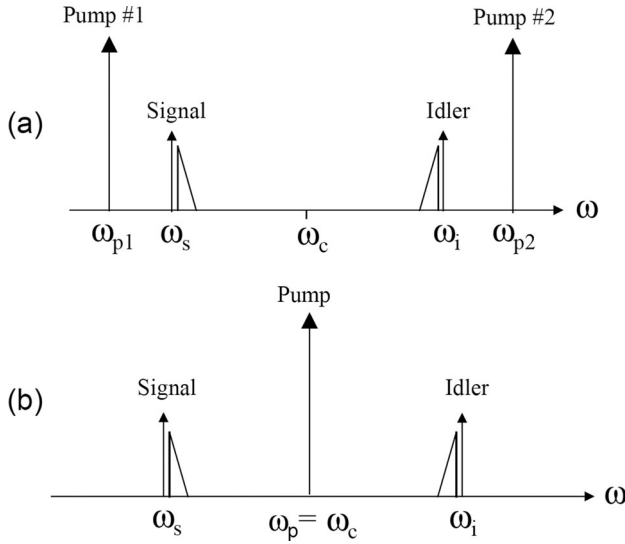 Pump #1
Pump #2
(a)
Signal
Idler
ω
ωp1
ωs
ωc
ωi
ωp2
Pump
(b)
Signal
Idler
ω
ωs
ωp = ωc
ωi